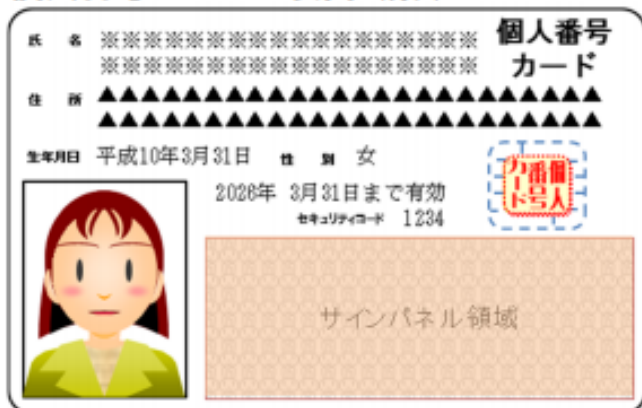 個人番号
カード
氏 名 ※※※※※※※※※※※※※※※※※※
※※※※※※※※※※※※※※※※※※
住 所 ▲▲▲▲▲▲▲▲▲▲▲▲▲▲▲▲▲▲▲▲▲▲▲▲
▲▲▲▲▲▲▲▲▲▲▲▲▲▲▲▲▲▲▲▲▲▲▲▲
生年月日 平成10年3月31日 性 別 女
2026年 3月31日まで有効
セキュリティコード 1234
個人
番号
カード
サインパネル領域